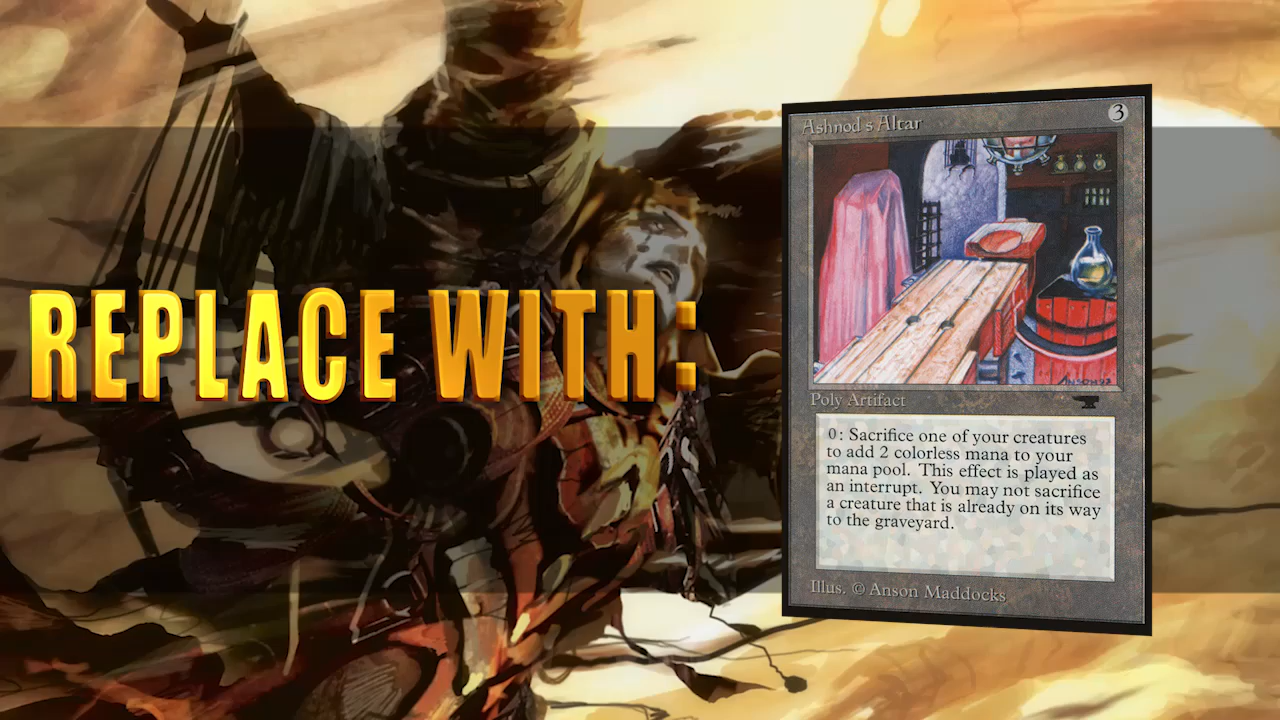 REPLACE WITH:
Ashnod's Altar
3
ANSON93
Poly Artifact
0: Sacrifice one of your creatures
to add 2 colorless mana to your
mana pool. This effect is played as
an interrupt. You may not sacrifice
a creature that is already on its way
to the graveyard.
Illus. © Anson Maddocks